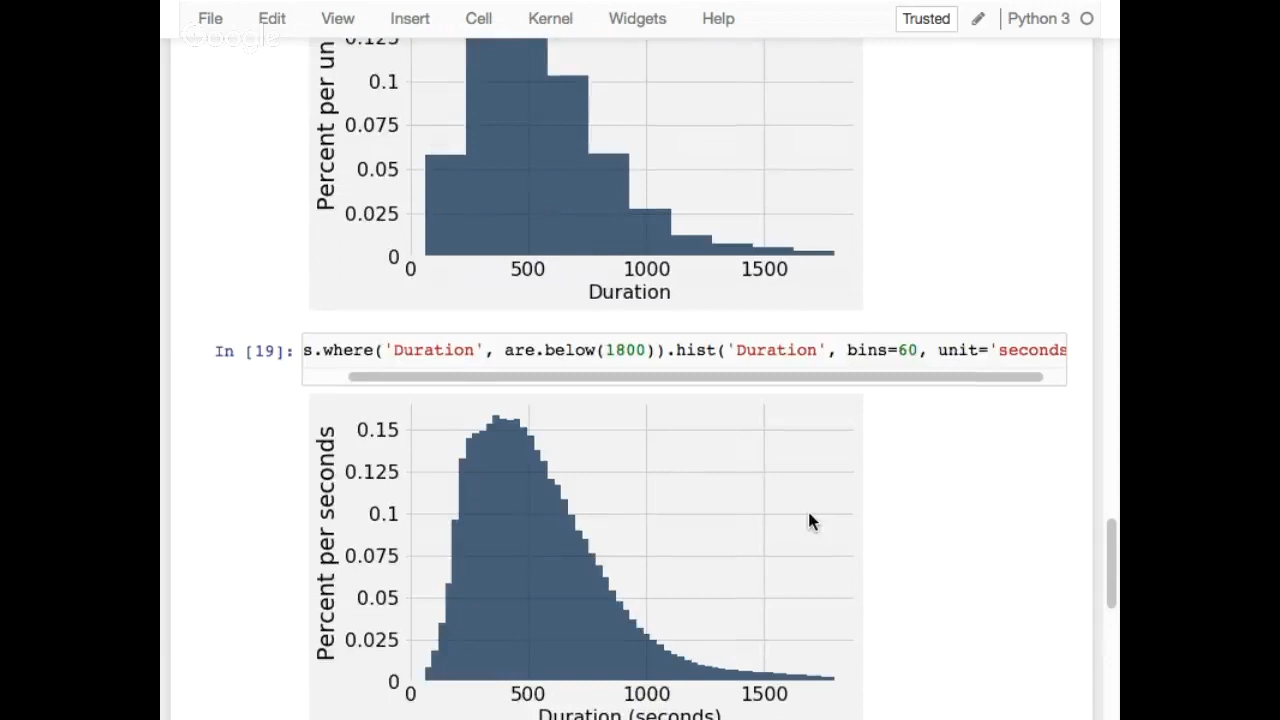 File Edit View Insert Cell Kernel Widgets Help Trusted Python 3
Google
Percent per un
0.125
0.1
0.075
0.05
0.025
0
0 500 1000 1500
Duration
In [19]: s.where('Duration', are.below(1800)).hist('Duration', bins=60, unit='seconds
Percent per seconds
0.15
0.125
0.1
0.075
0.05
0.025
0
0 500 1000 1500
Duration (seconds)